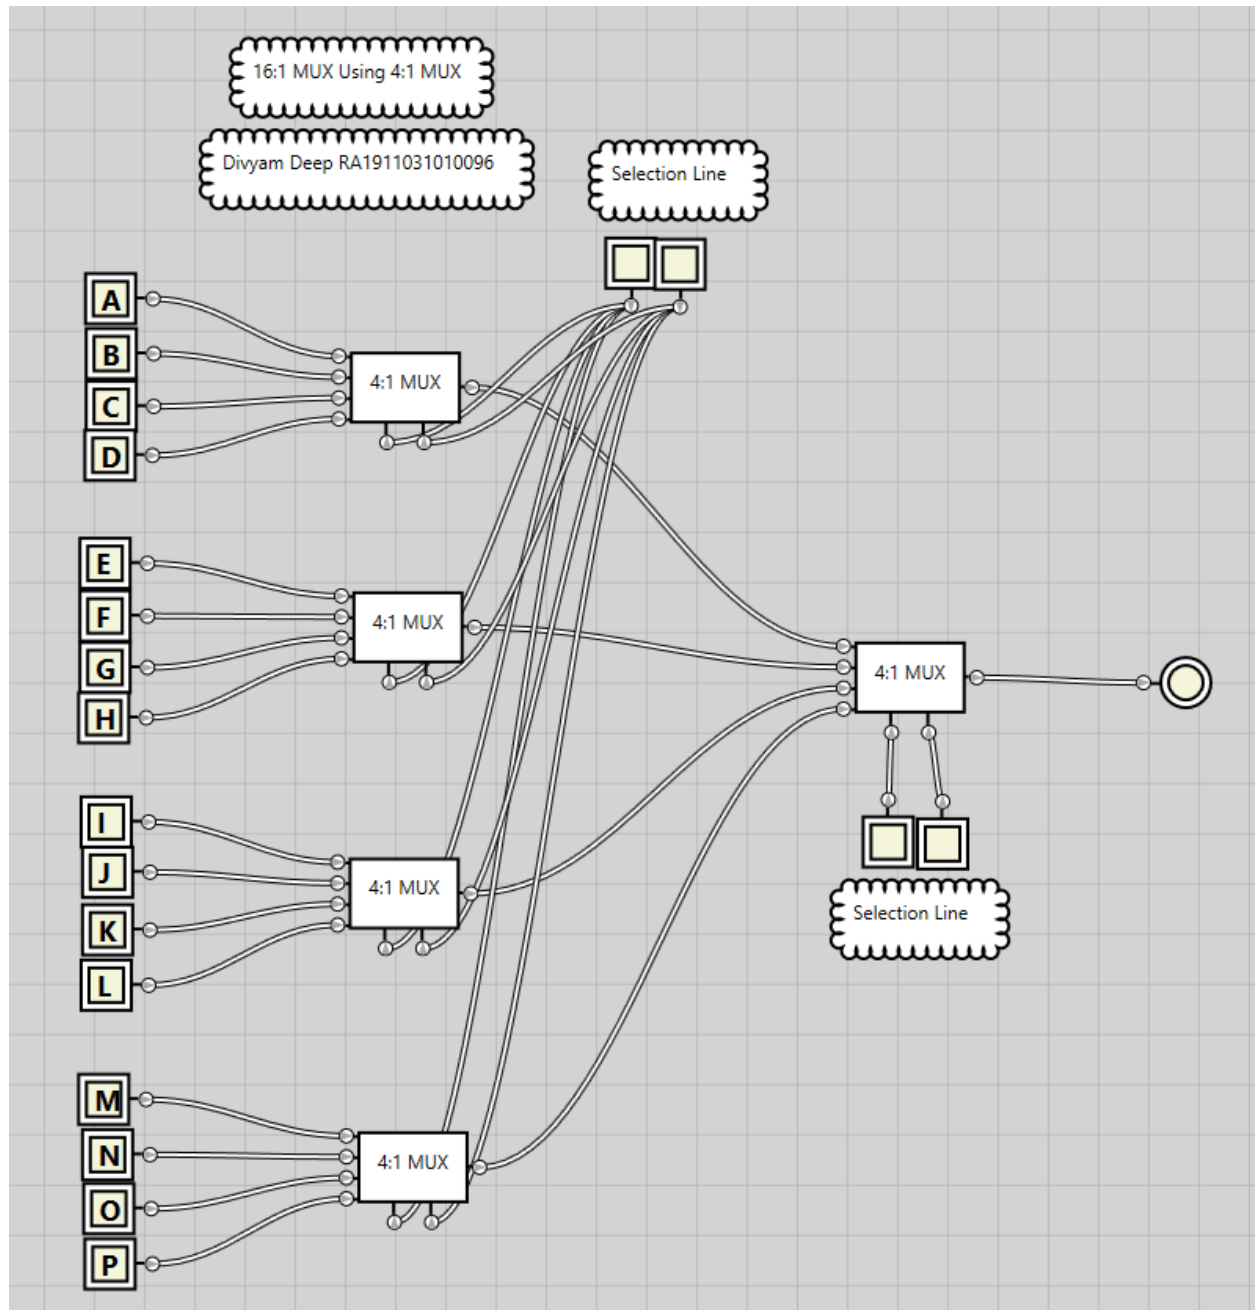 16:1 MUX Using 4:1 MUX
Divyam Deep RA1911031010096
Selection Line
A
B
C
D
4:1 MUX
E
F
G
H
4:1 MUX
4:1 MUX
Selection Line
I
J
K
L
4:1 MUX
M
N
O
P
4:1 MUX